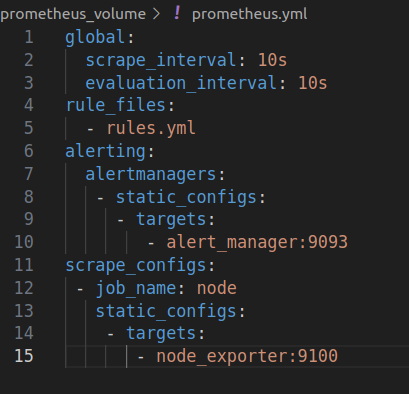 prometheus_volume > ! prometheus.yml
1 global:
2   scrape_interval: 10s
3   evaluation_interval: 10s
4 rule_files:
5   - rules.yml
6 alerting:
7   alertmanagers:
8    - static_configs:
9      - targets:
10         - alert_manager:9093
11 scrape_configs:
12  - job_name: node
13    static_configs:
14     - targets:
15        - node_exporter:9100